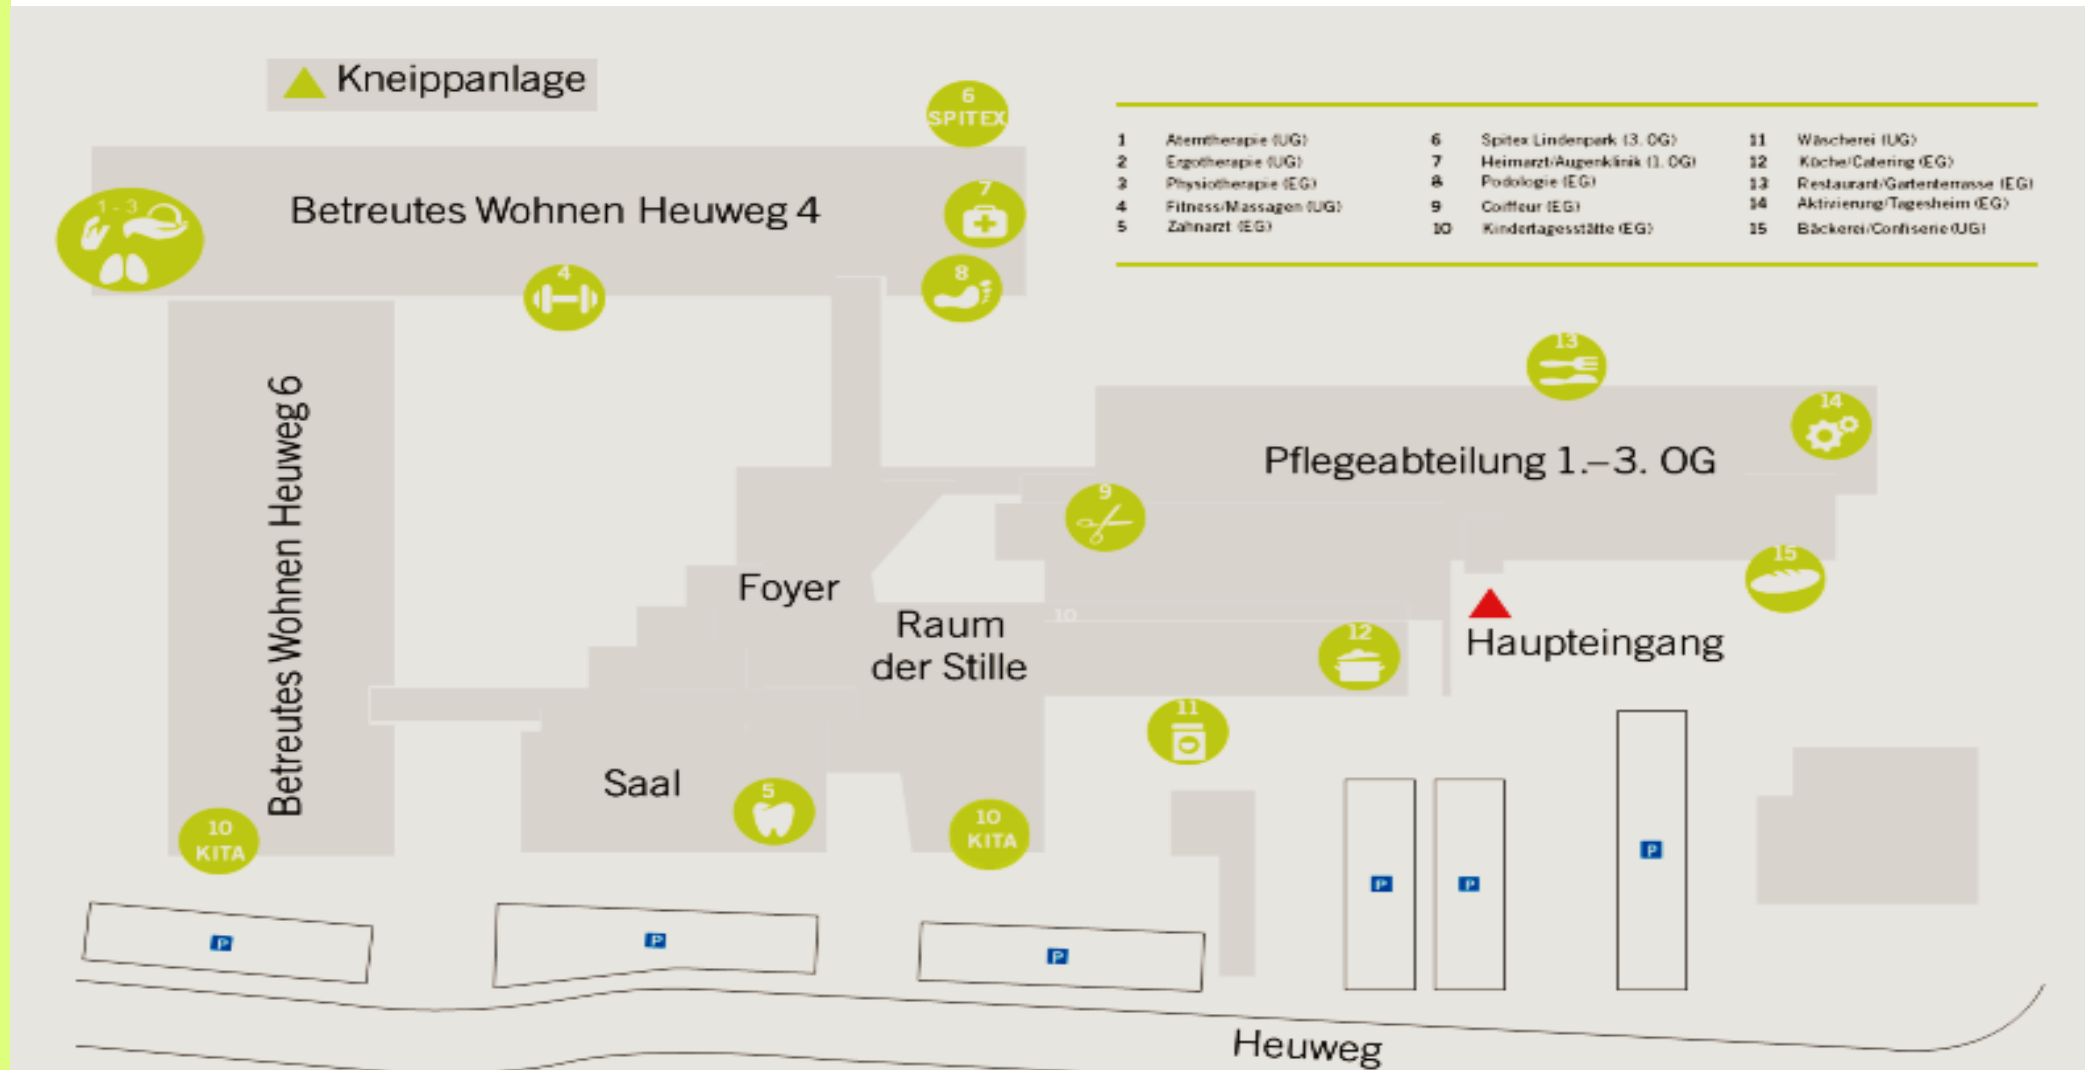 Kneippanlage
6
SPITEX
1 Atemtherapie (UG)
2 Ergotherapie (UG)
3 Physiotherapie (EG)
4 Fitness/Massagen (UG)
5 Zahnarzt (EG)
6 Spitex Lindenpark (3. OG)
7 Heimarzt/Augenklinik (1. OG)
8 Podologie (EG)
9 Coiffeur (EG)
10 Kindertagesstätte (EG)
11 Wäscherei (UG)
12 Küche/Catering (EG)
13 Restaurant/Gartenterrasse (EG)
14 Aktivierung/Tagesheim (EG)
15 Bäckerei/Confiserie (UG)
1 - 3
Betreutes Wohnen Heuweg 4
7
4
8
13
14
Betreutes Wohnen Heuweg 6
Pflegeabteilung 1.–3. OG
9
15
Foyer
Raum
der Stille
10
12
Haupteingang
11
Saal
5
10
KITA
10
KITA
P
P
P
P
P
P
Heuweg